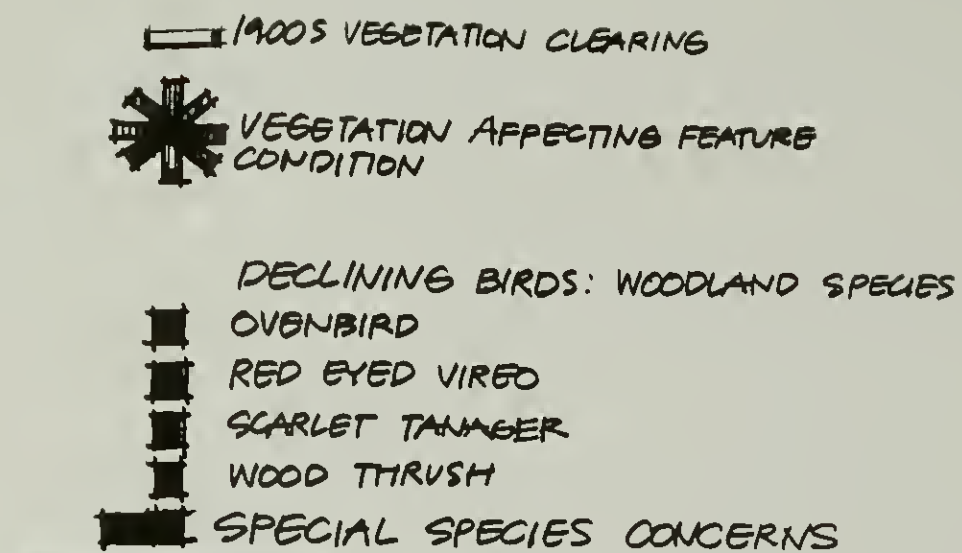 1900S VEGETATION CLEARING
VEGETATION AFFECTING FEATURE
CONDITION
DECLINING BIRDS: WOODLAND SPECIES
OVENBIRD
RED EYED VIREO
SCARLET TANAGER
WOOD THRUSH
SPECIAL SPECIES CONCERNS